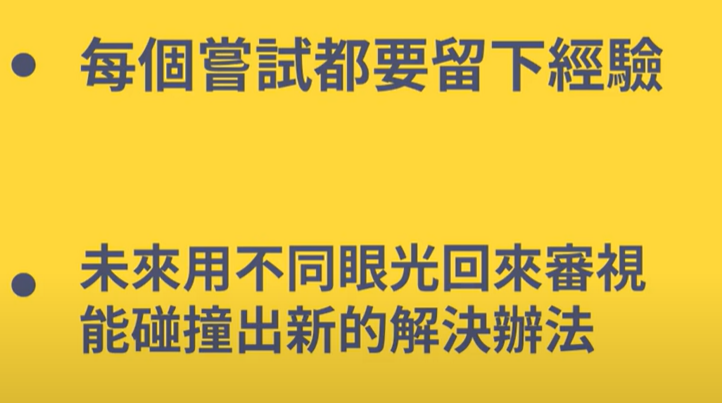 每個嘗試都要留下經驗
未來用不同眼光回來審視
能碰撞出新的解決辦法